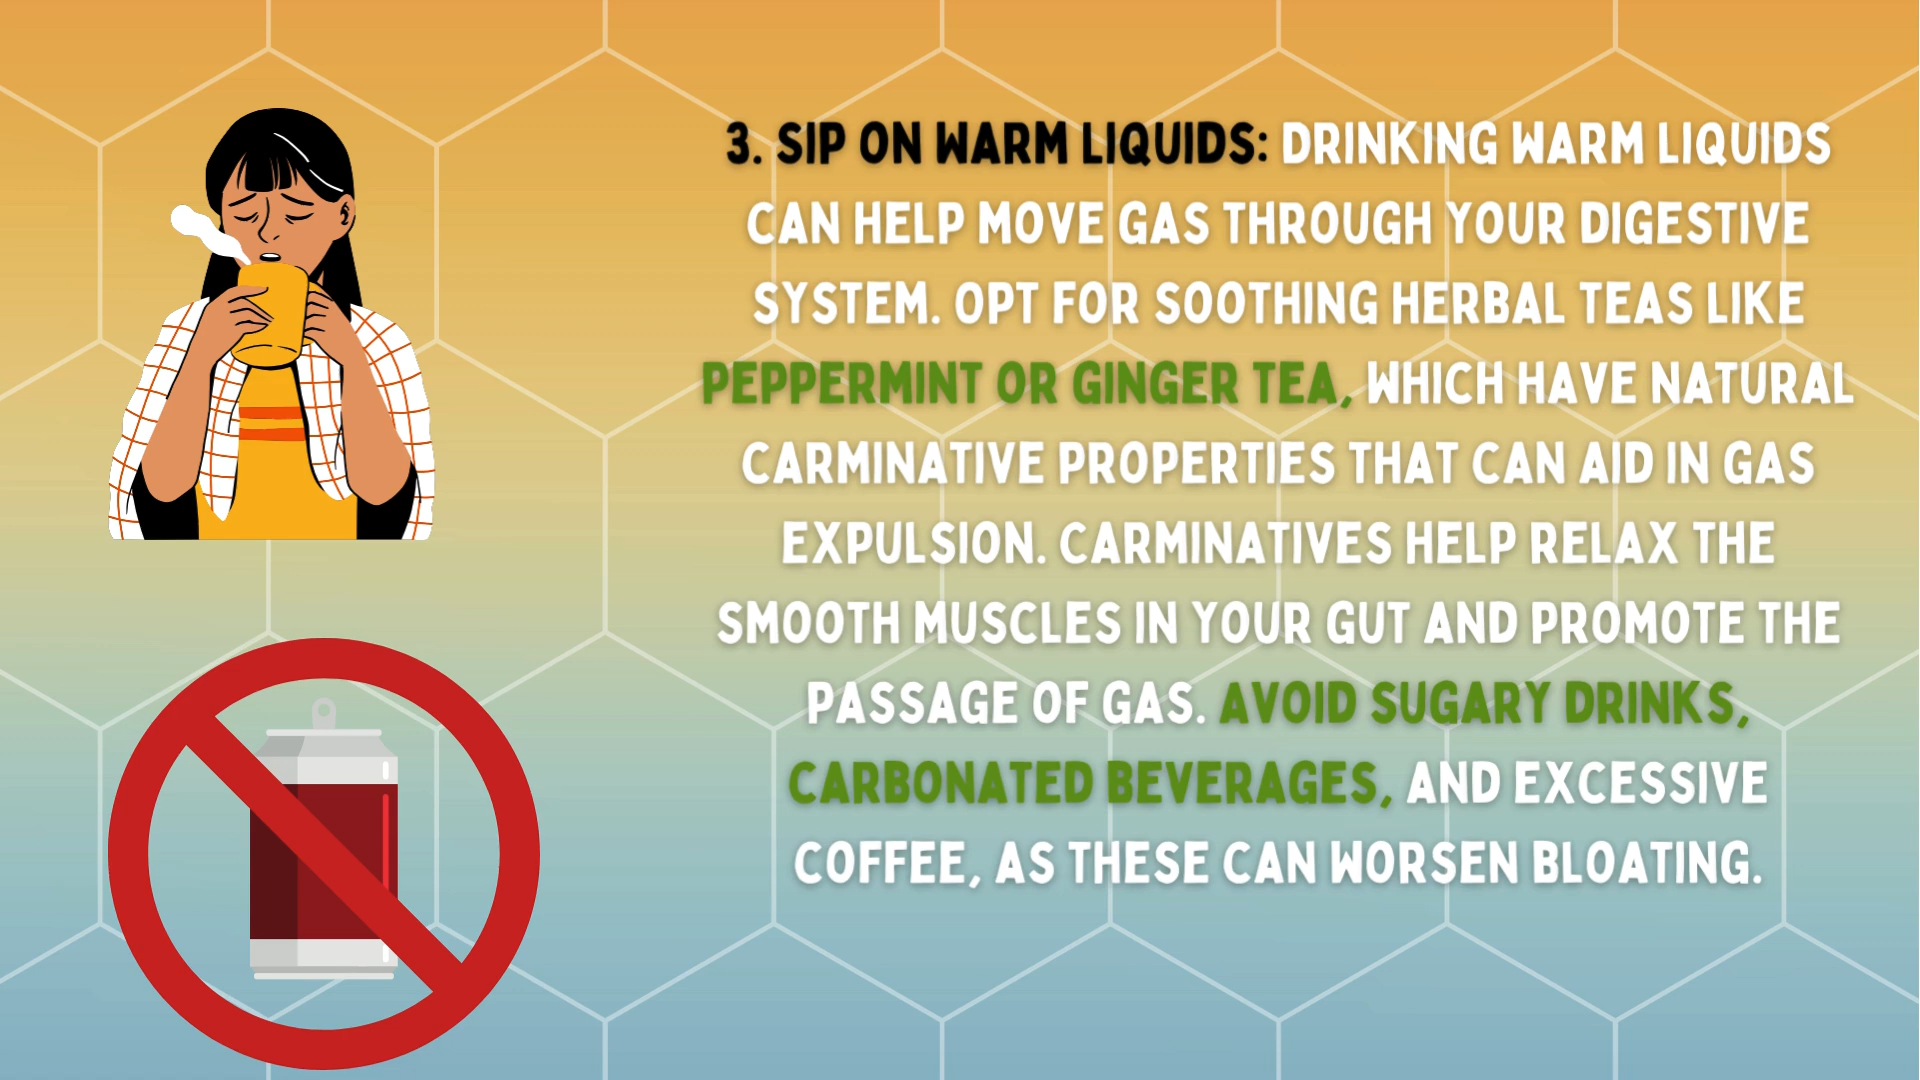 3. SIP ON WARM LIQUIDS: DRINKING WARM LIQUIDS
CAN HELP MOVE GAS THROUGH YOUR DIGESTIVE
SYSTEM. OPT FOR SOOTHING HERBAL TEAS LIKE
PEPPERMINT OR GINGER TEA, WHICH HAVE NATURAL
CARMINATIVE PROPERTIES THAT CAN AID IN GAS
EXPULSION. CARMINATIVES HELP RELAX THE
SMOOTH MUSCLES IN YOUR GUT AND PROMOTE THE
PASSAGE OF GAS. AVOID SUGARY DRINKS,
CARBONATED BEVERAGES, AND EXCESSIVE
COFFEE, AS THESE CAN WORSEN BLOATING.